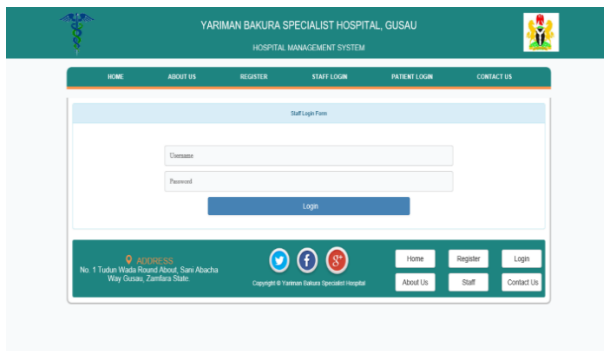 YARIMAN BAKURA SPECIALIST HOSPITAL, GUSAU
HOSPITAL MANAGEMENT SYSTEM
HOME ABOUT US REGISTER STAFF LOGIN PATIENT LOGIN CONTACT US
Staff Login Form
Username
Password
Login
ADDRESS
No. 1 Tudun Wada Round About, Sani Abacha
Way Gusau, Zamfara State.
Copyright © Yariman Bakura Specialist Hospital
Home Register Login
About Us Staff Contact Us